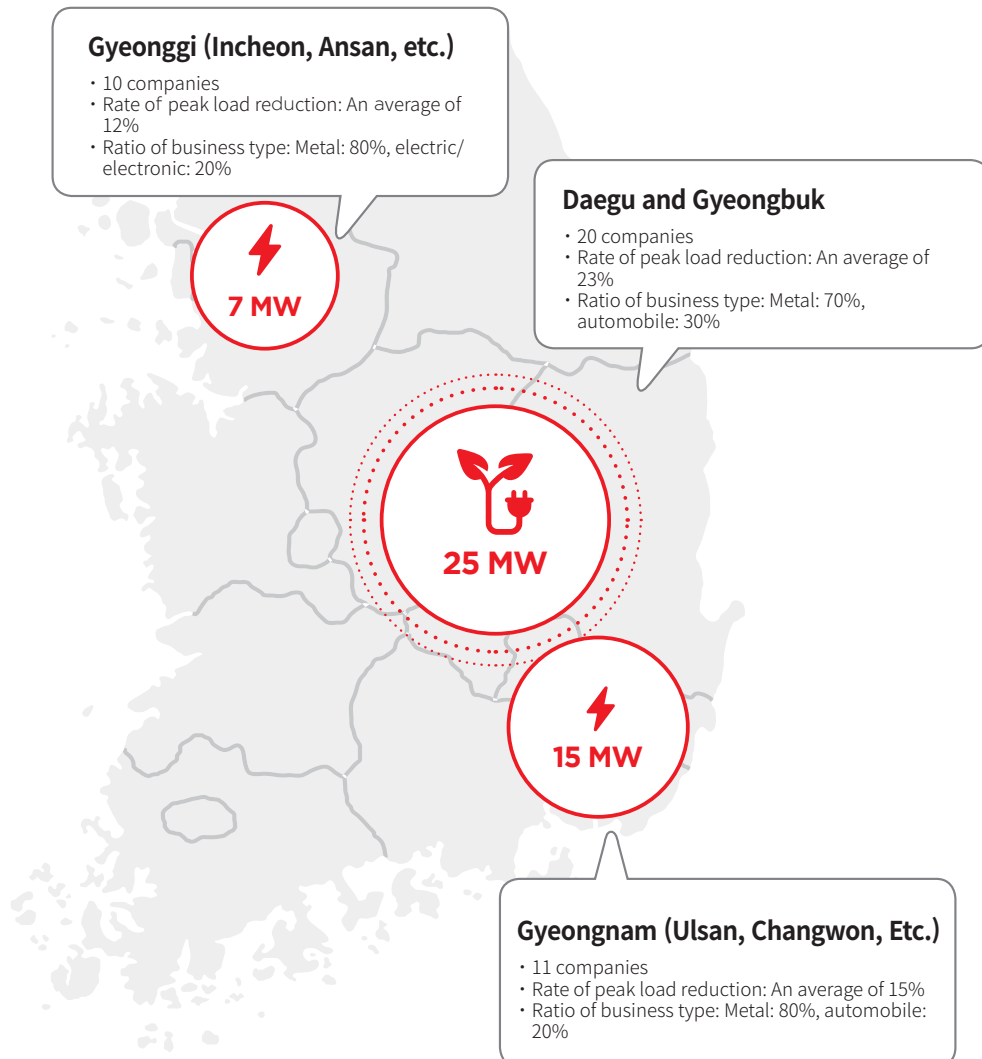 Gyeonggi (Incheon, Ansan, etc.)
· 10 companies
· Rate of peak load reduction: An average of
12%
· Ratio of business type: Metal: 80%, electric/
electronic: 20%
7 MW
Daegu and Gyeongbuk
· 20 companies
· Rate of peak load reduction: An average of
23%
· Ratio of business type: Metal: 70%,
automobile: 30%
25 MW
15 MW
Gyeongnam (Ulsan, Changwon, Etc.)
· 11 companies
· Rate of peak load reduction: An average of 15%
· Ratio of business type: Metal: 80%, automobile:
20%